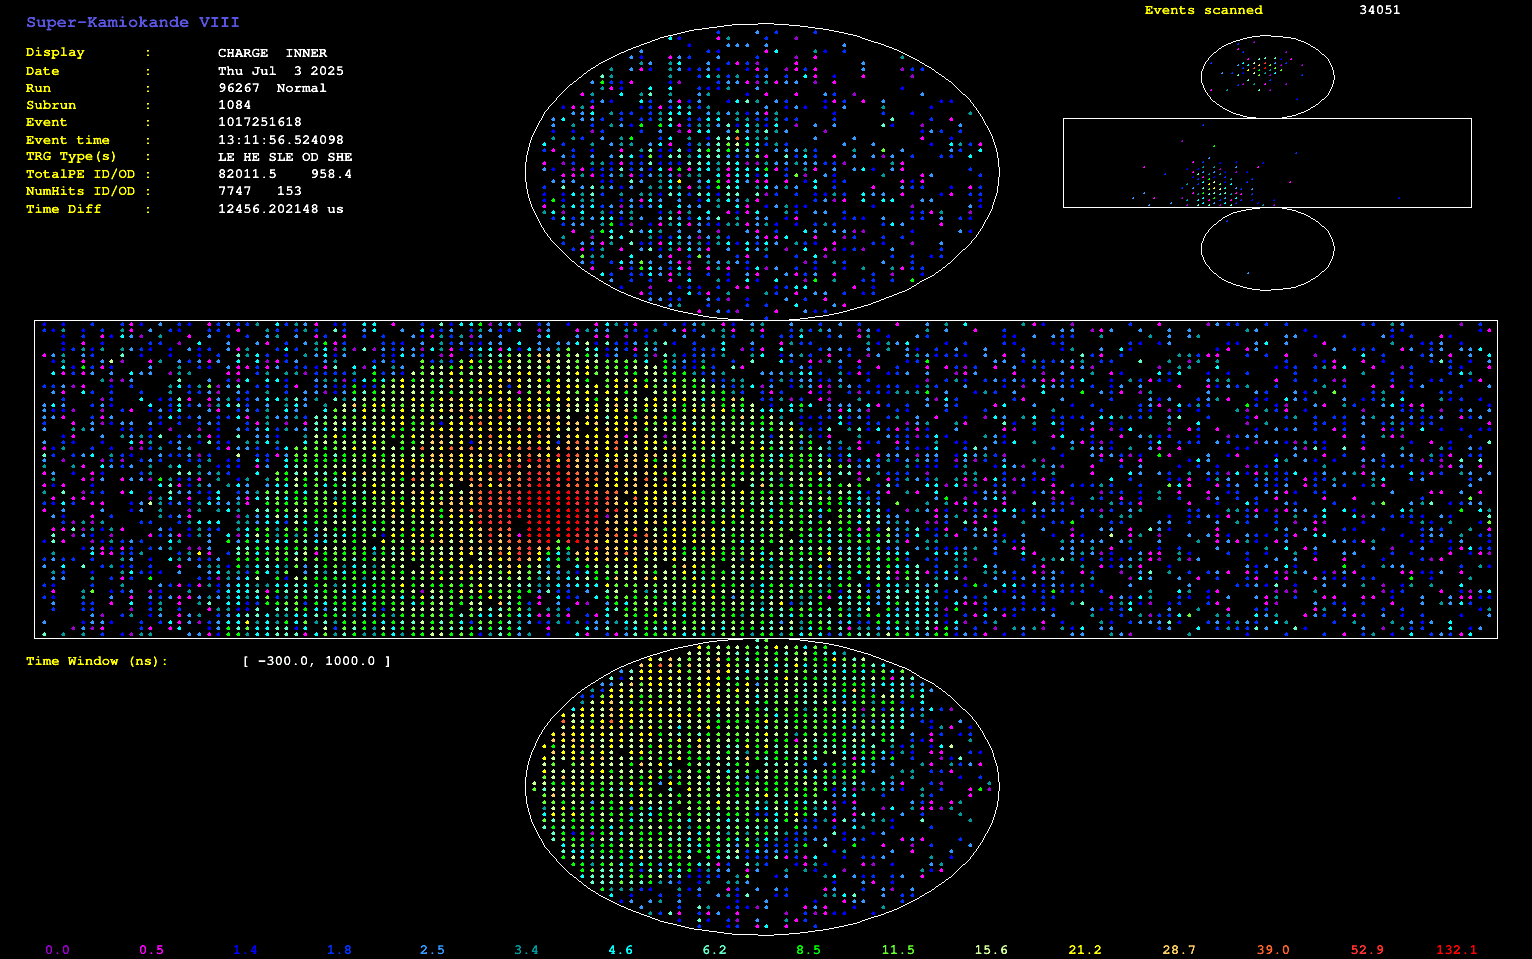 Super-Kamiokande VIII
Events scanned 34051
Display : CHARGE INNER
Date : Thu Jul 3 2025
Run : 96267 Normal
Subrun : 1084
Event : 1017251618
Event time : 13:11:56.524098
TRG Type(s) : LE HE SLE OD SHE
TotalPE ID/OD : 82011.5 958.4
NumHits ID/OD : 7747 153
Time Diff : 12456.202148 us
Time Window (ns): [ -300.0, 1000.0 ]
0.0 0.5 1.4 1.8 2.5 3.4 4.6 6.2 8.5 11.5 15.6 21.2 28.7 39.0 52.9 132.1